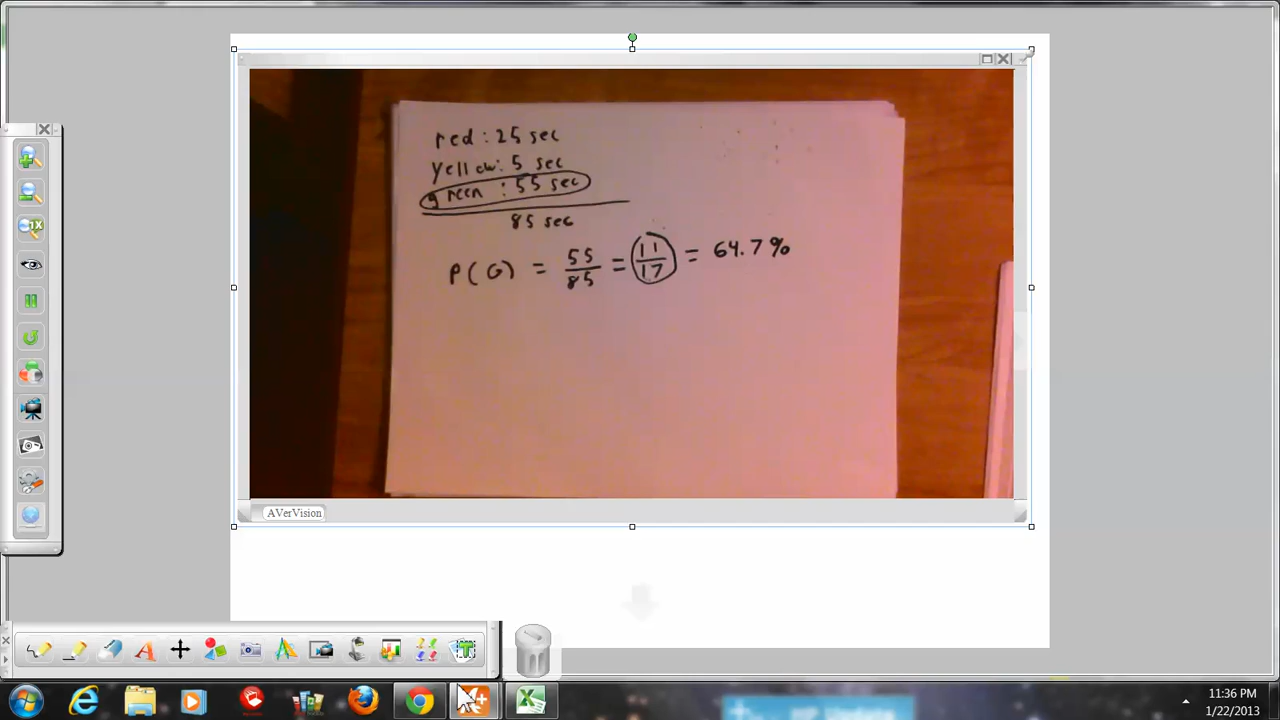 red : 25 sec
yellow: 5 sec
green : 55 sec
85 sec
P(G) = 55/85 = 11/17 = 64.7%
AVerVision
1X
A
T
11:36 PM
1/22/2013